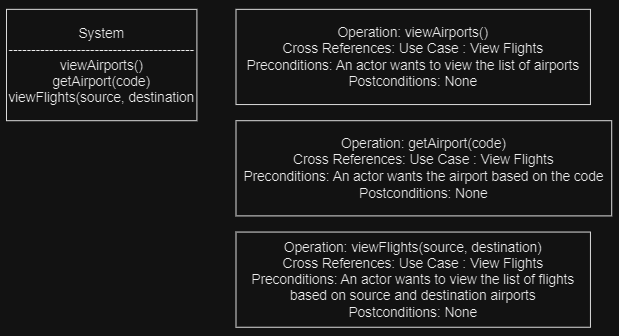 System
------------------------------------------
viewAirports()
getAirport(code)
viewFlights(source, destination
Operation: viewAirports()
Cross References: Use Case : View Flights
Preconditions: An actor wants to view the list of airports
Postconditions: None
Operation: getAirport(code)
Cross References: Use Case : View Flights
Preconditions: An actor wants the airport based on the code
Postconditions: None
Operation: viewFlights(source, destination)
Cross References: Use Case : View Flights
Preconditions: An actor wants to view the list of flights
based on source and destination airports
Postconditions: None